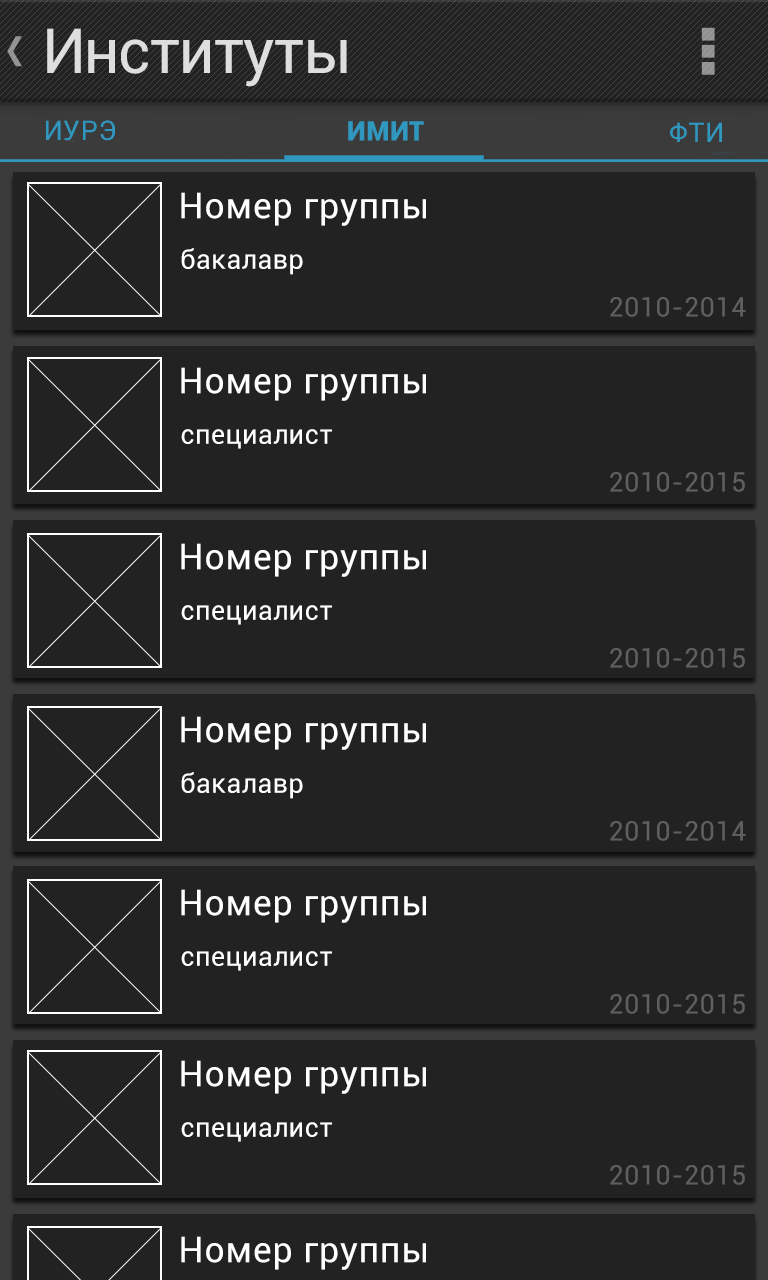 Институты
ИУРЭ ИМИТ ФТИ
Номер группы
бакалавр
2010-2014
Номер группы
специалист
2010-2015
Номер группы
специалист
2010-2015
Номер группы
бакалавр
2010-2014
Номер группы
специалист
2010-2015
Номер группы
специалист
2010-2015
Номер группы